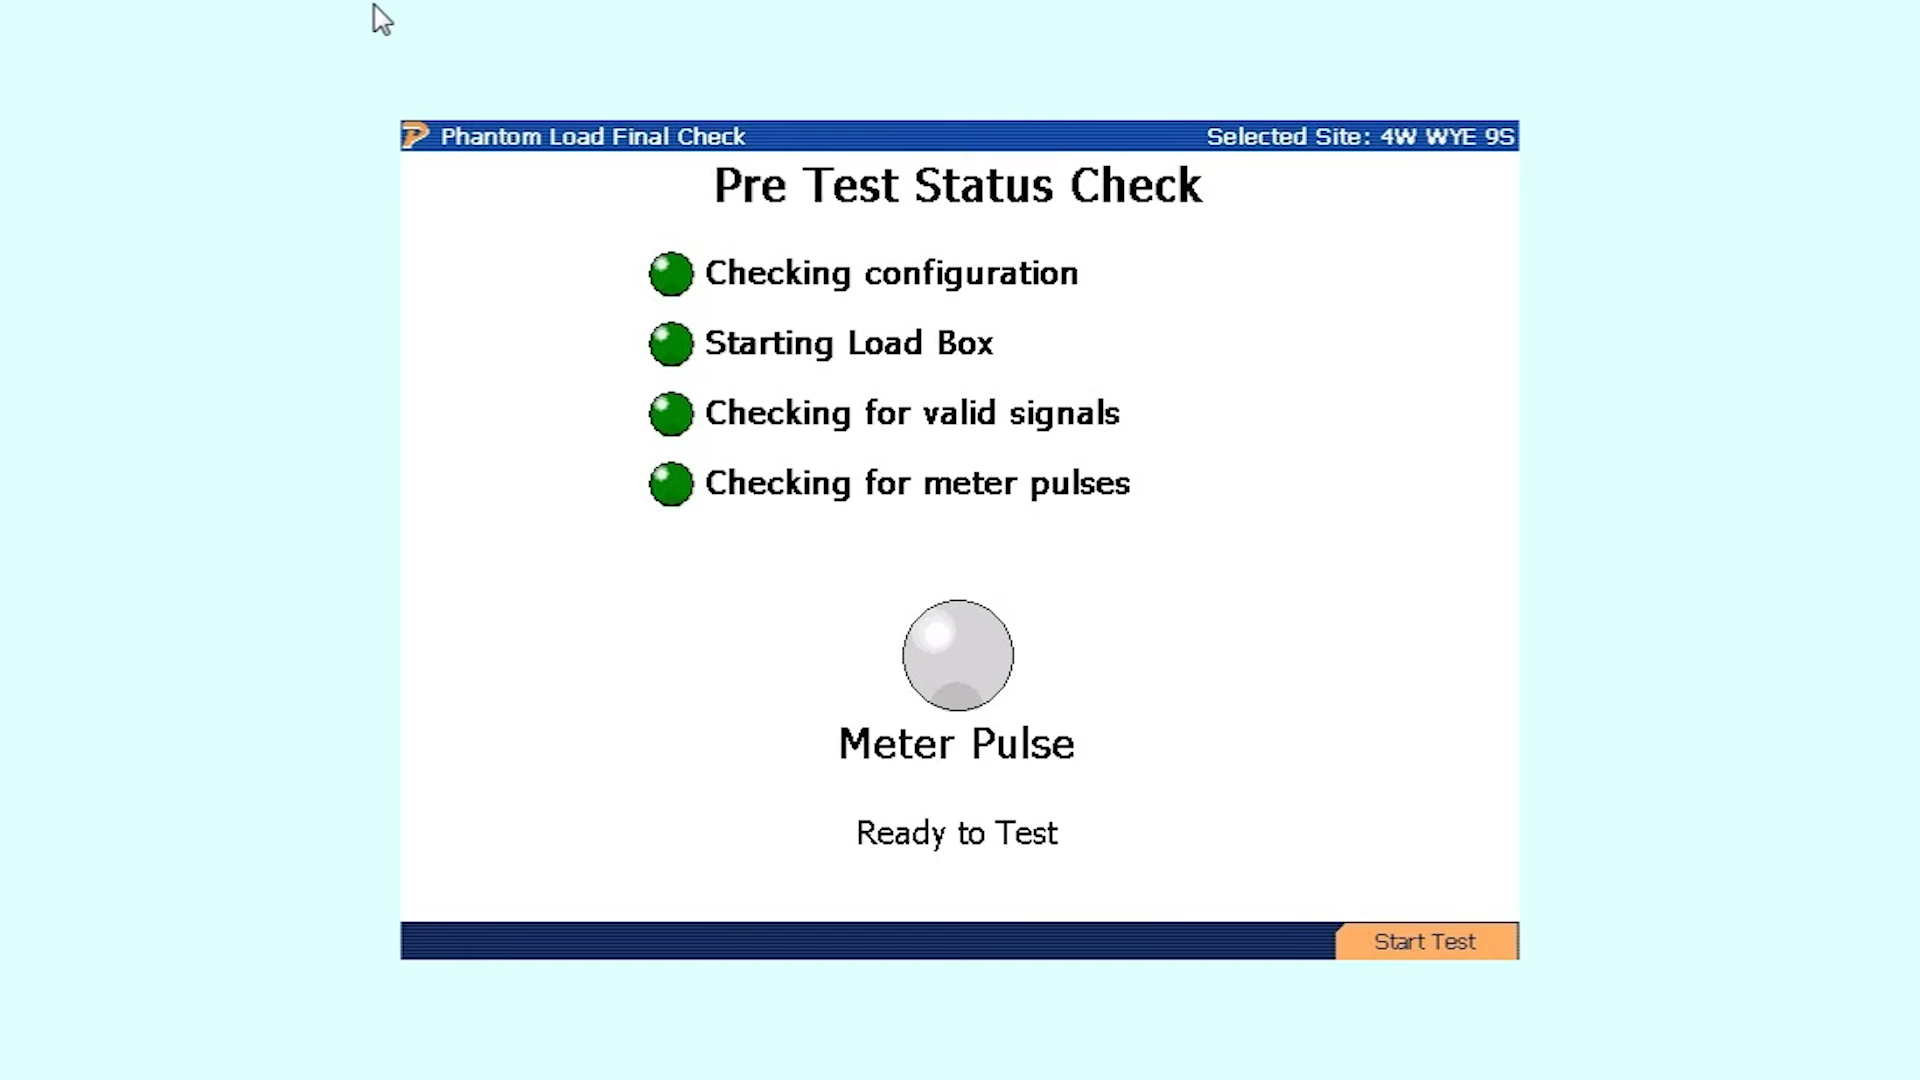 Phantom Load Final Check
Selected Site: 4W WYE 9S
Pre Test Status Check
Checking configuration
Starting Load Box
Checking for valid signals
Checking for meter pulses
Meter Pulse
Ready to Test
Start Test